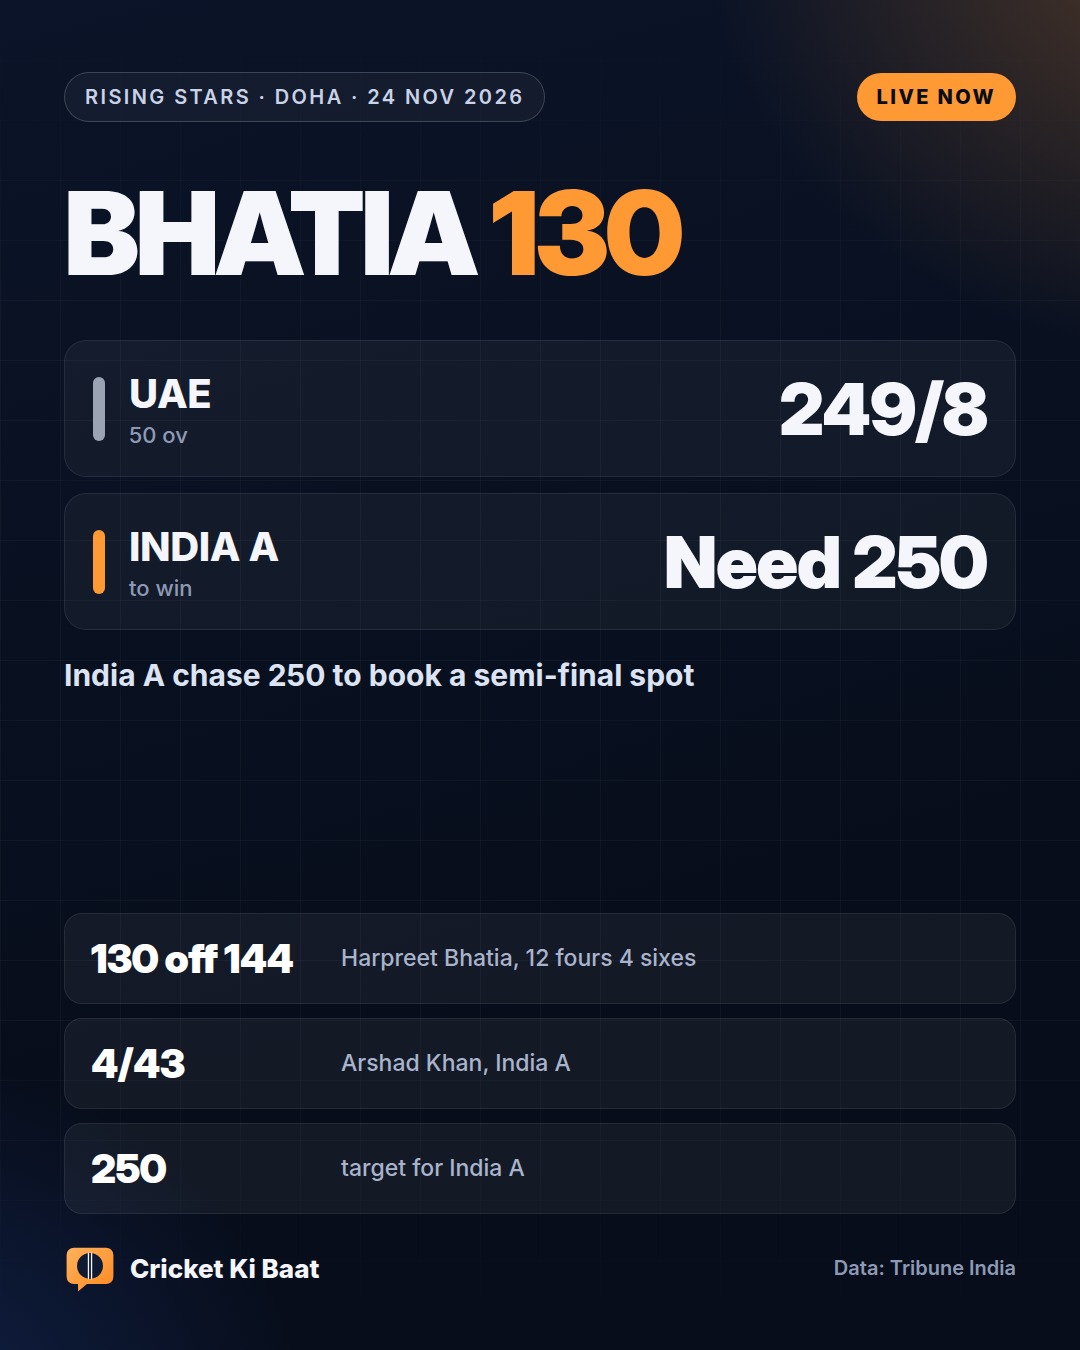 RISING STARS · DOHA · 24 NOV 2026
LIVE NOW
BHATIA 130
UAE
50 ov
249/8
INDIA A
to win
Need 250
India A chase 250 to book a semi-final spot
130 off 144
Harpreet Bhatia, 12 fours 4 sixes
4/43
Arshad Khan, India A
250
target for India A
Cricket Ki Baat
Data: Tribune India